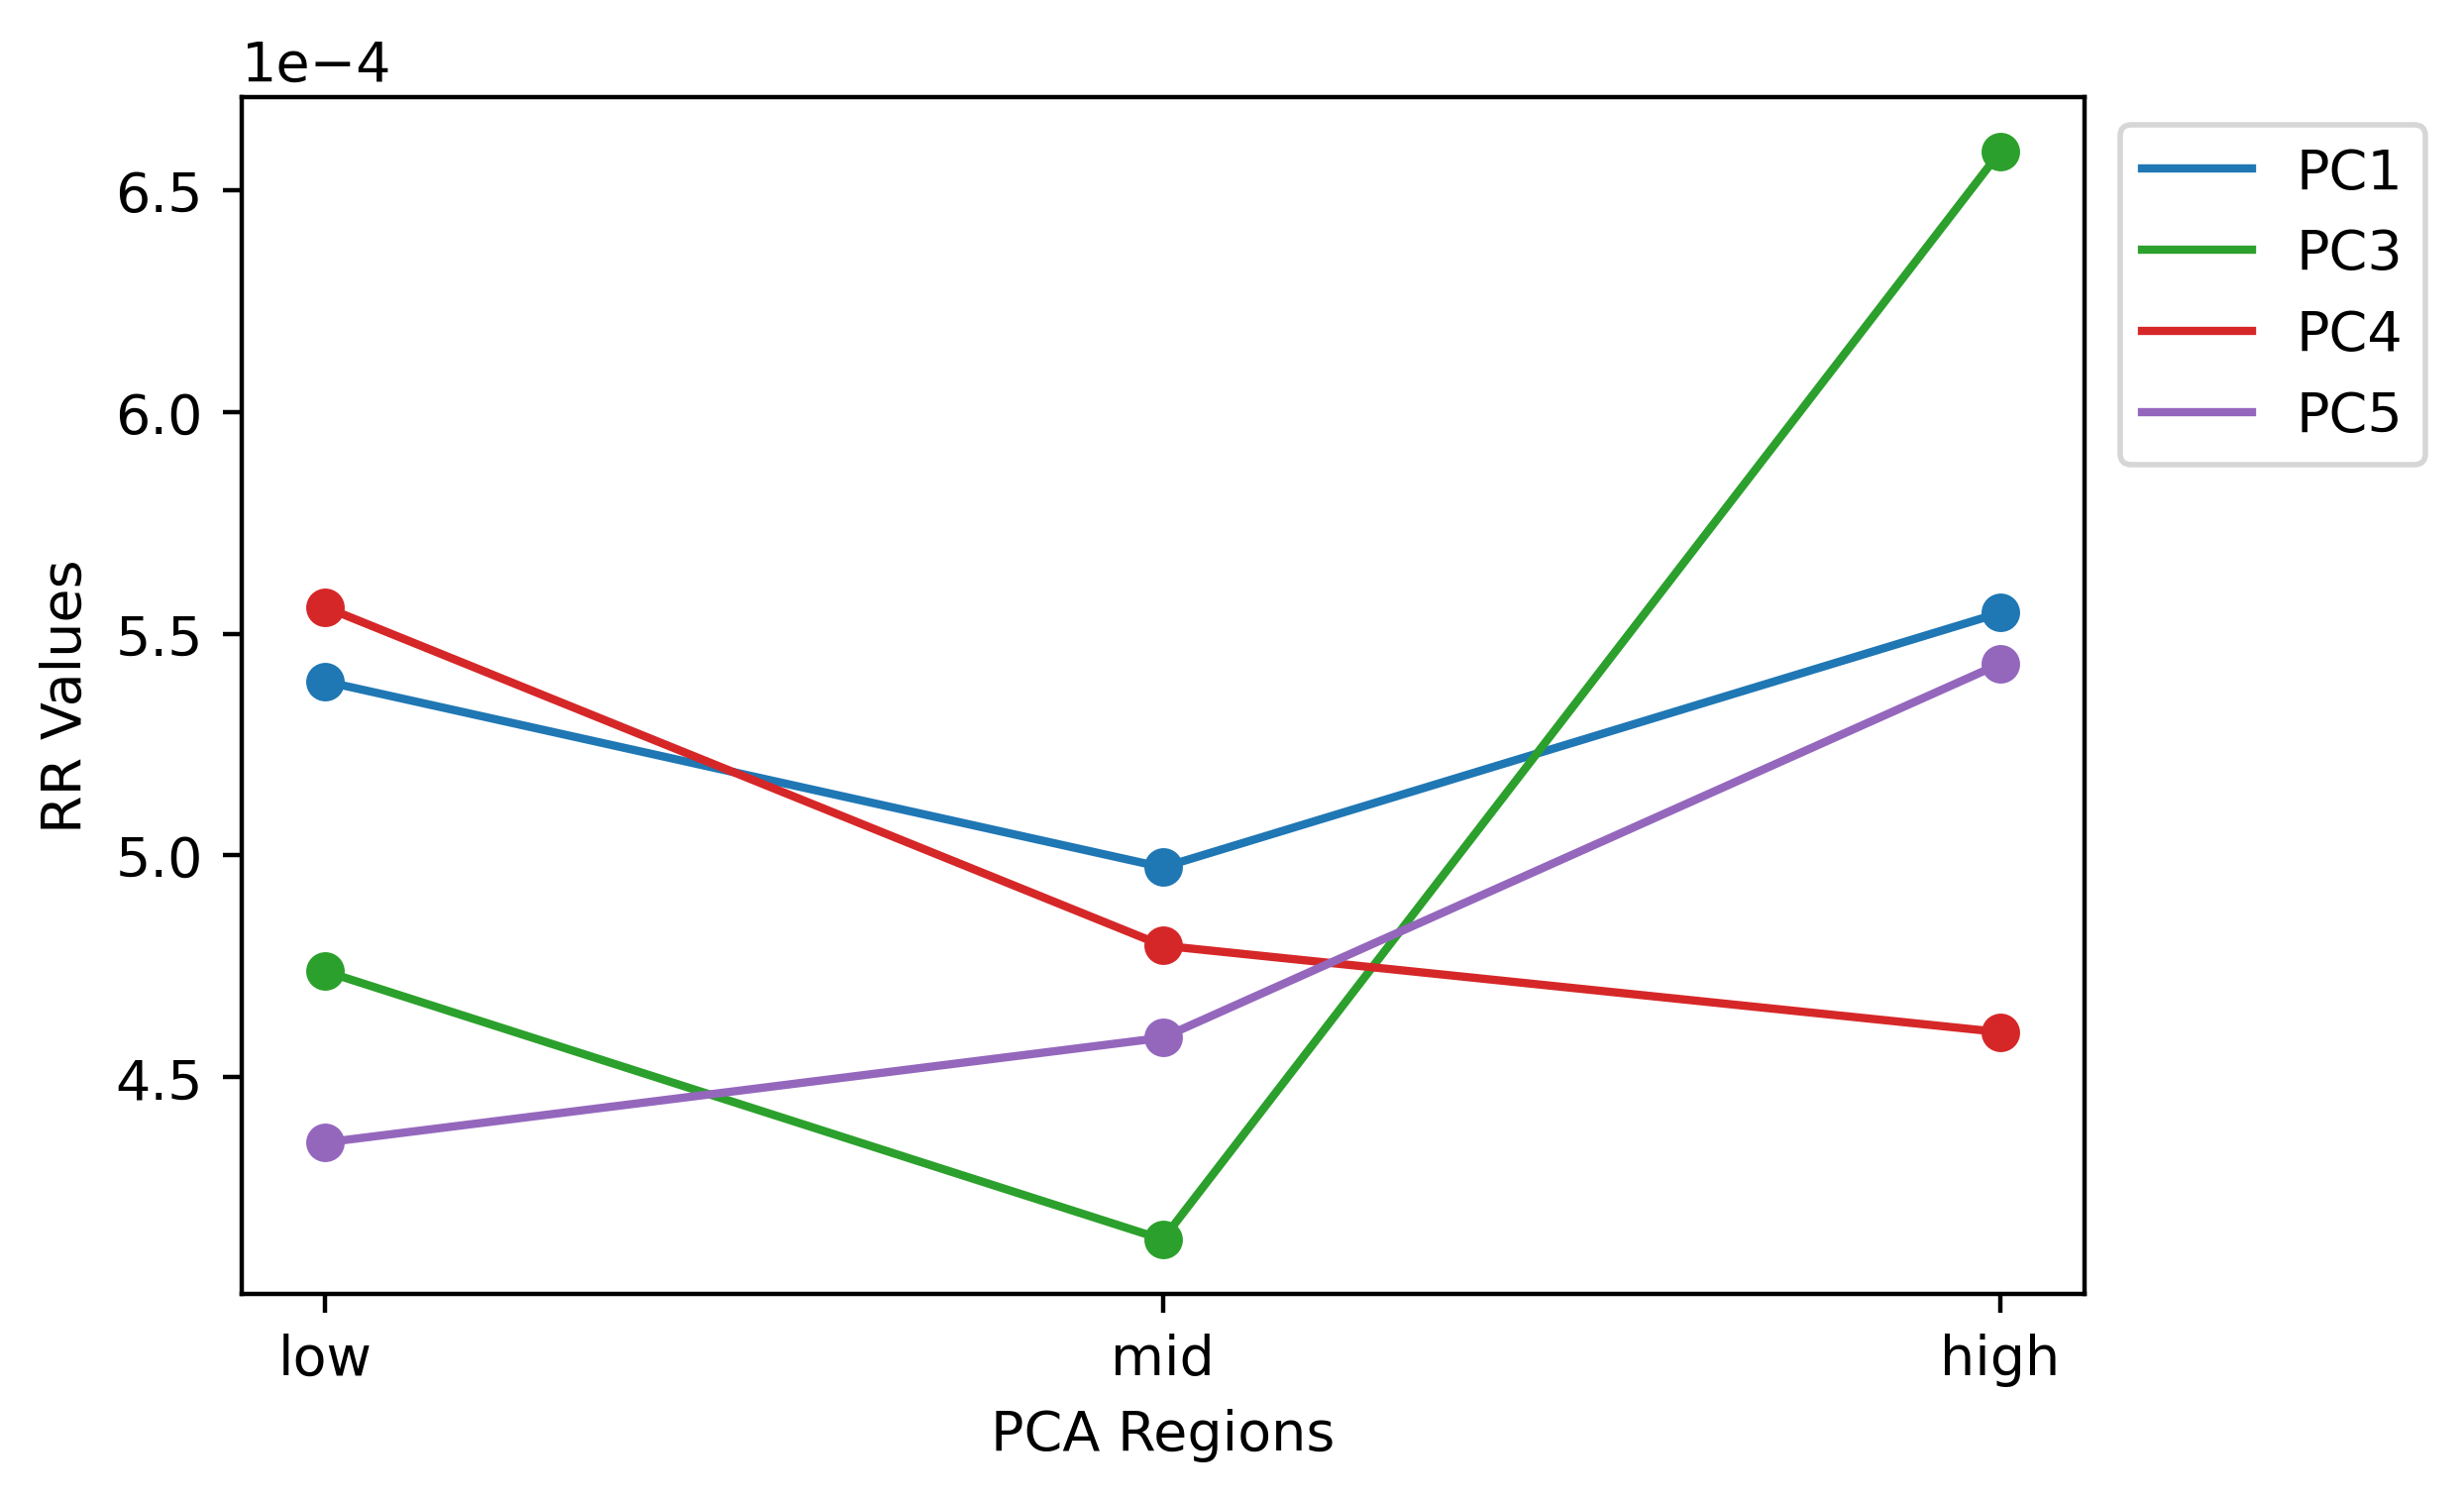 1e−4
6.5
6.0
5.5
5.0
4.5
RR Values
low
mid
high
PCA Regions
PC1
PC3
PC4
PC5